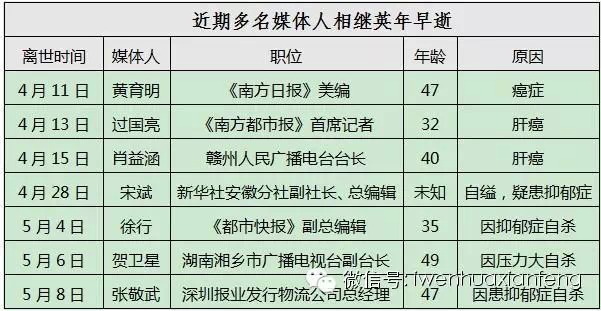 近期多名媒体人相继英年早逝
离世时间 媒体人 职位 年龄 原因
4月11日 黄育明 《南方日报》美编 47 癌症
4月13日 过国亮 《南方都市报》首席记者 32 肝癌
4月15日 肖益涵 赣州人民广播电台台长 40 肝癌
4月28日 宋斌 新华社安徽分社副社长、总编辑 未知 自缢，疑患抑郁症
5月4日 徐行 《都市快报》副总编辑 35 因抑郁症自杀
5月6日 贺卫星 湖南湘乡市广播电视台副台长 49 因压力大自杀
5月8日 张敬武 深圳报业发行物流公司总经理 47 因患抑郁症自杀
微信号: iwenhuaxianfeng